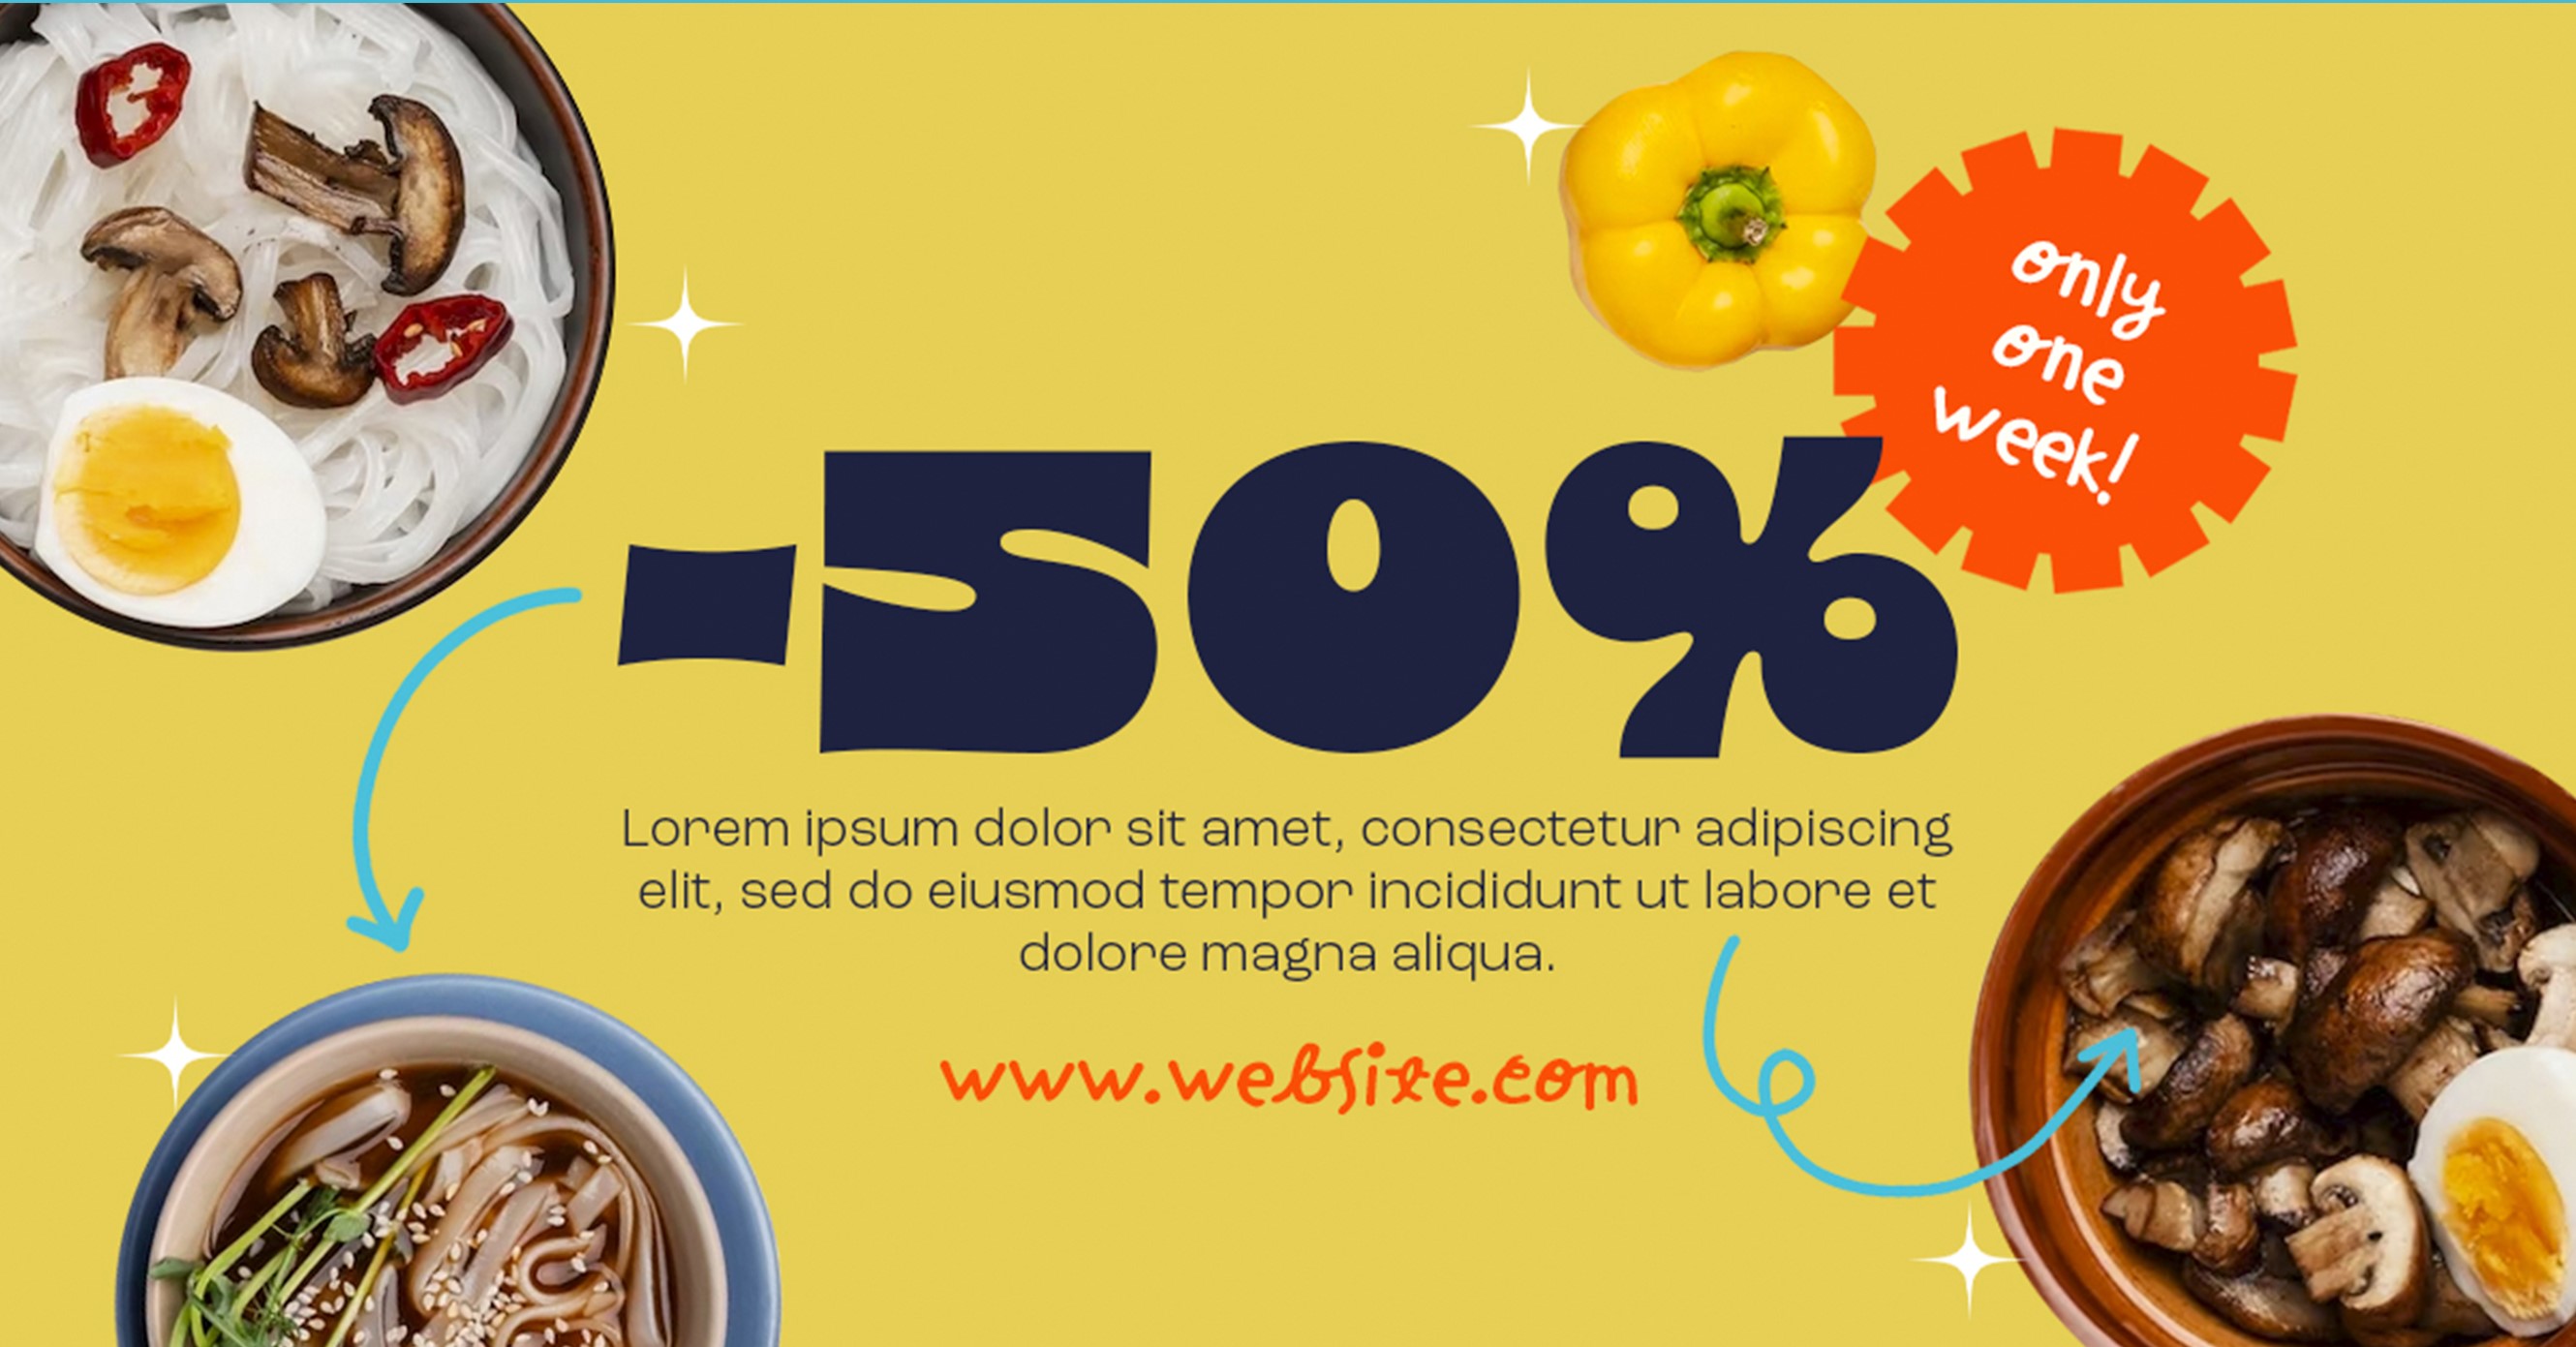 only
one
week!
-50%
Lorem ipsum dolor sit amet, consectetur adipiscing
elit, sed do eiusmod tempor incididunt ut labore et
dolore magna aliqua.
www.website.com